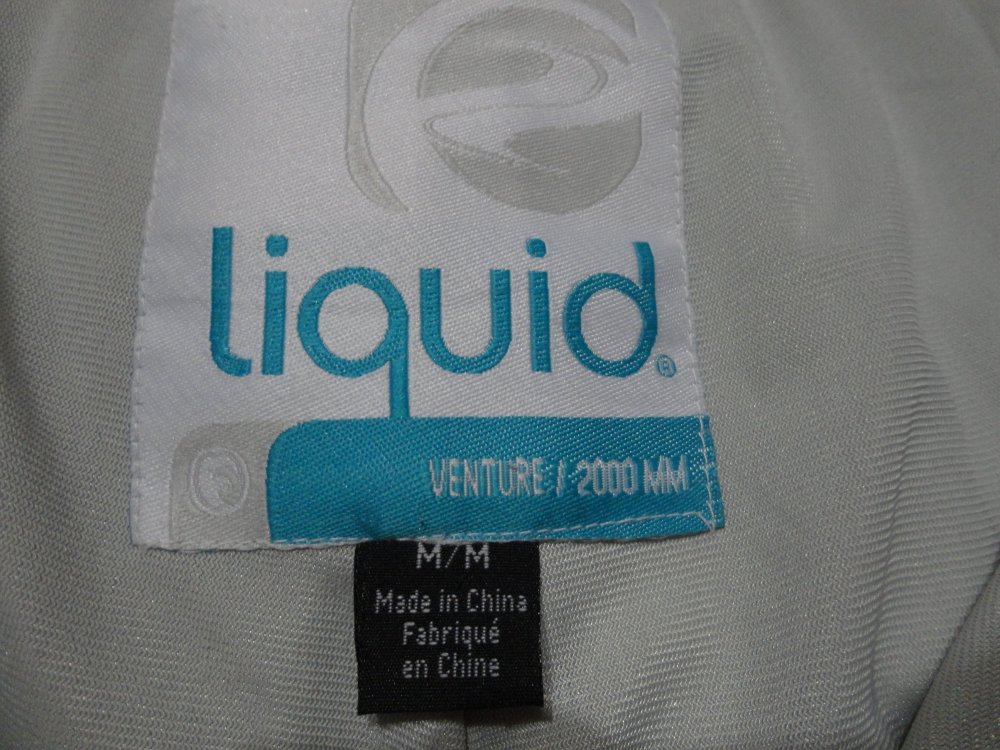 liquid®
VENTURE / 2000 MM
M/M
Made in China
Fabriqué
en Chine